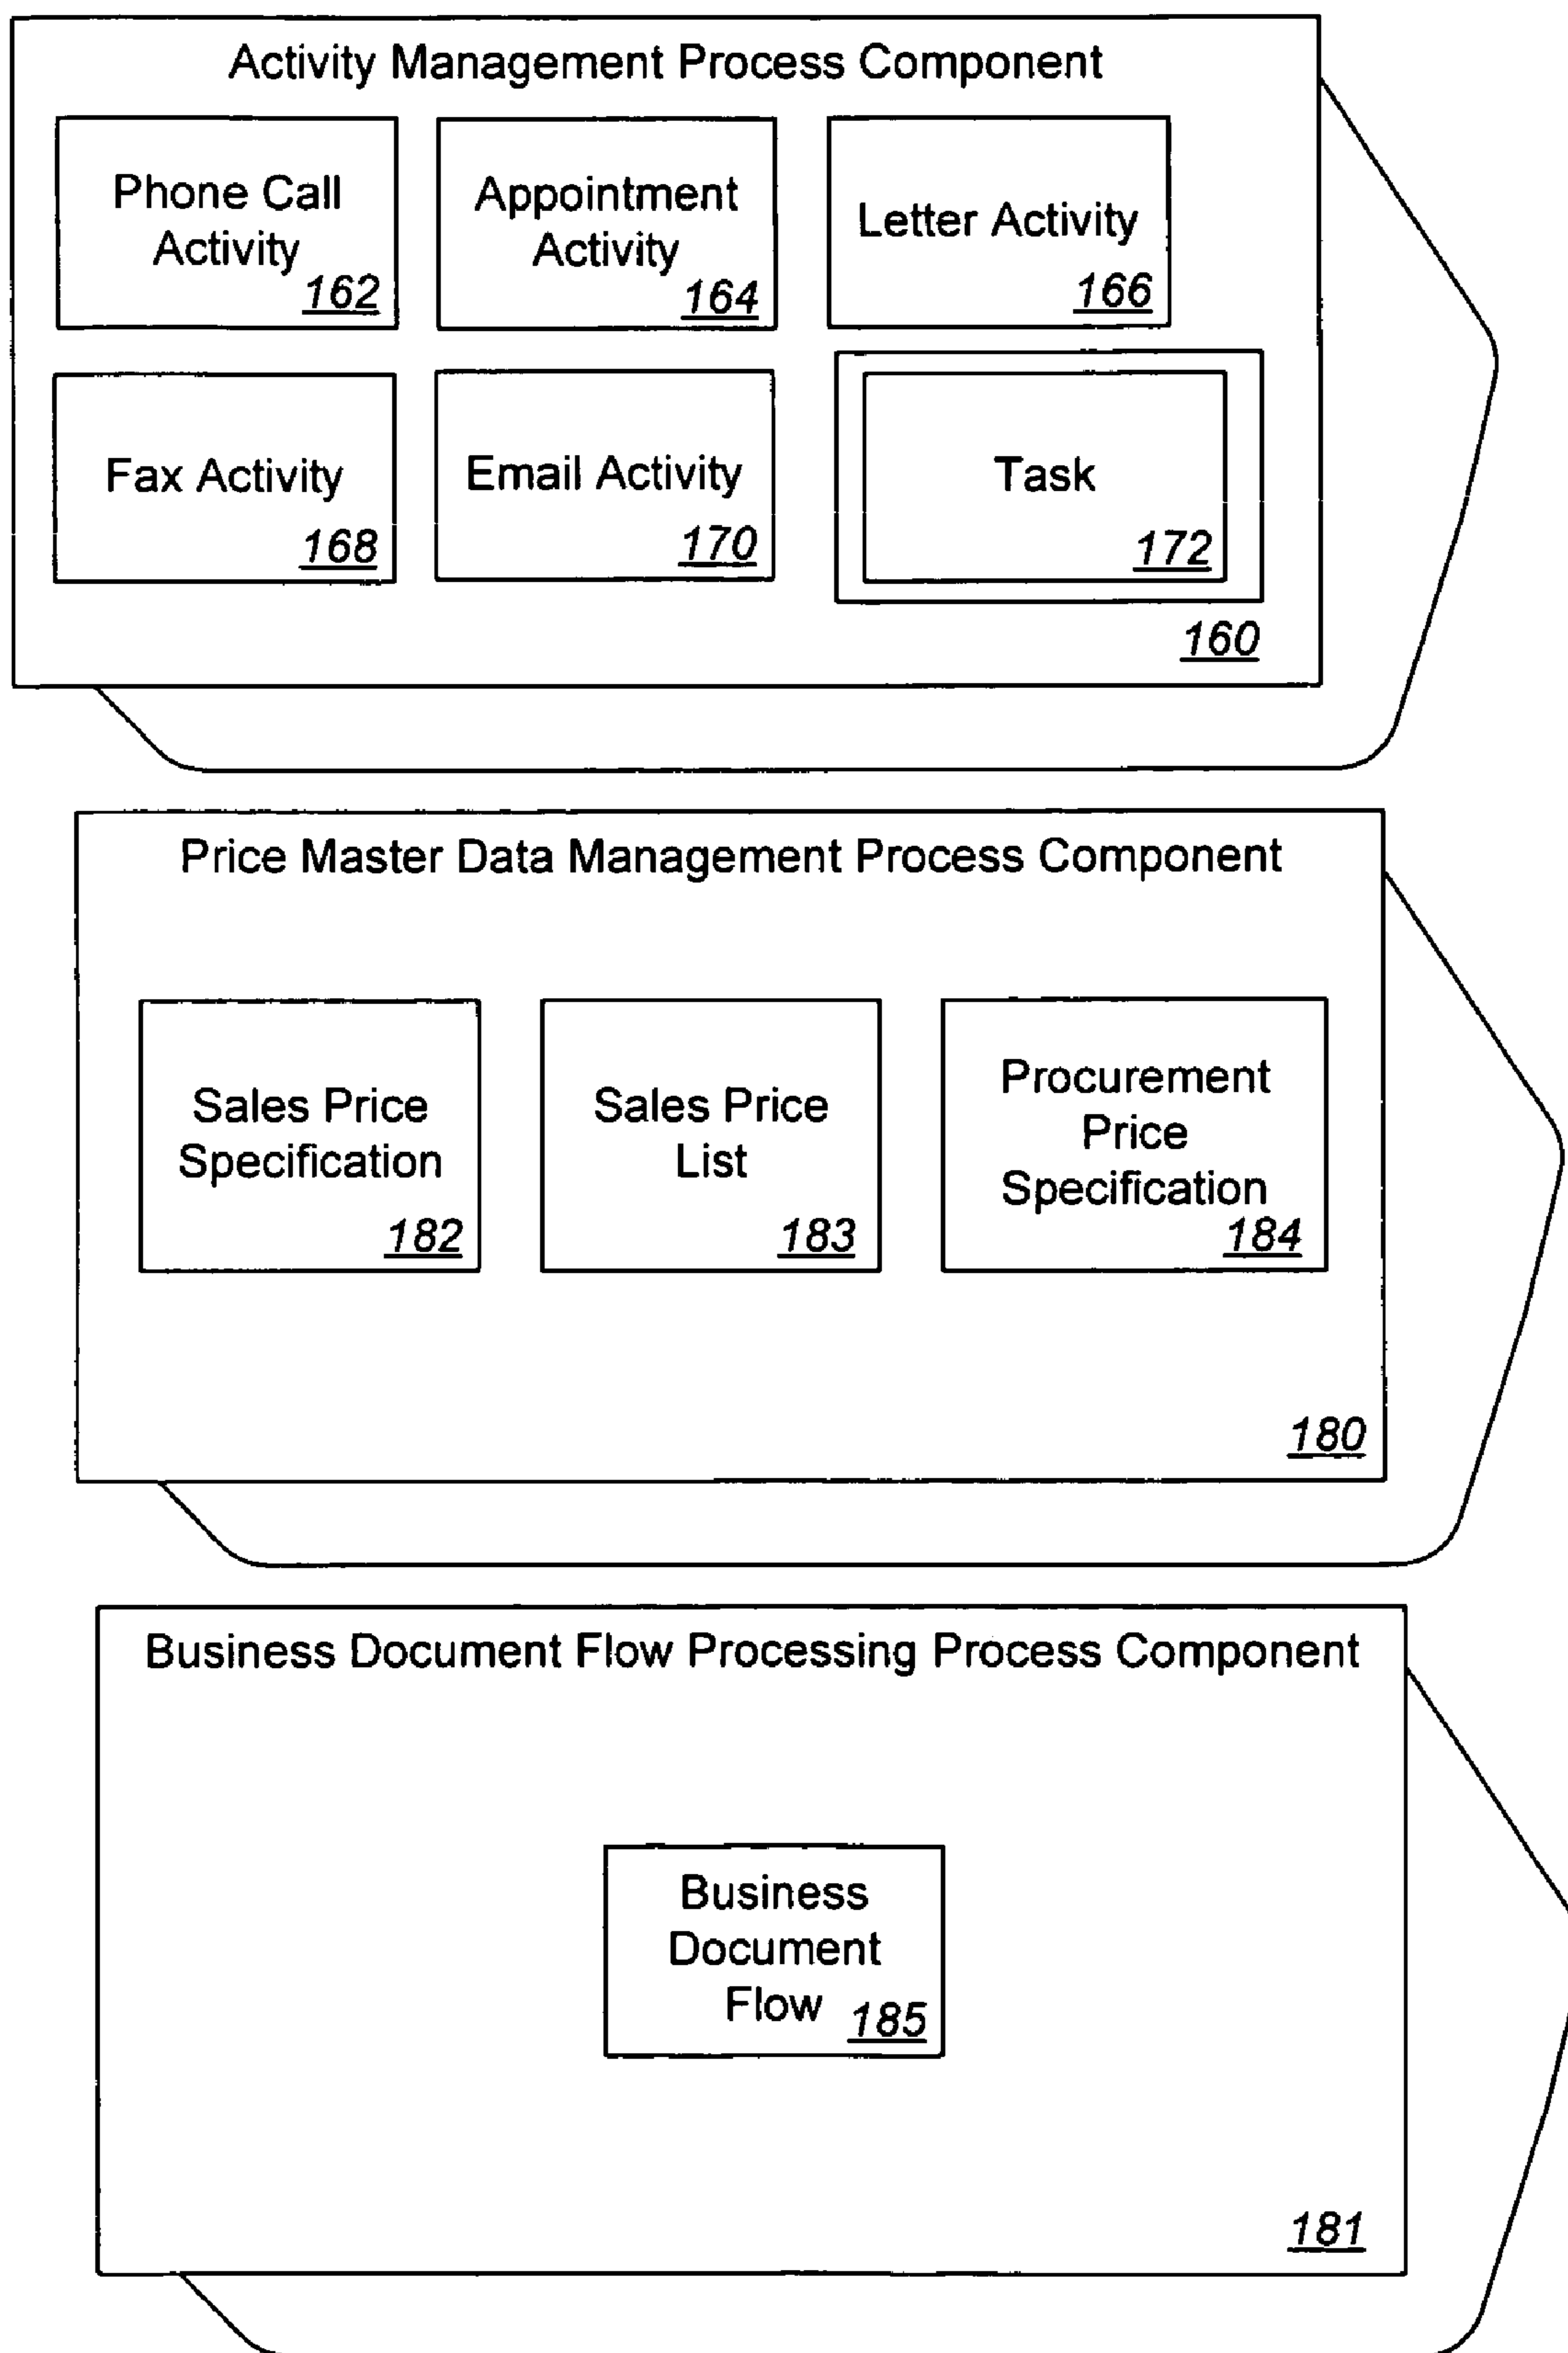 Activity Management Process Component
Phone Call
Activity
162
Appointment
Activity
164
Letter Activity
166
Fax Activity
168
Email Activity
170
Task
172
160
Price Master Data Management Process Component
Sales Price
Specification
182
Sales Price
List
183
Procurement
Price
Specification
184
180
Business Document Flow Processing Process Component
Business
Document
Flow
185
181